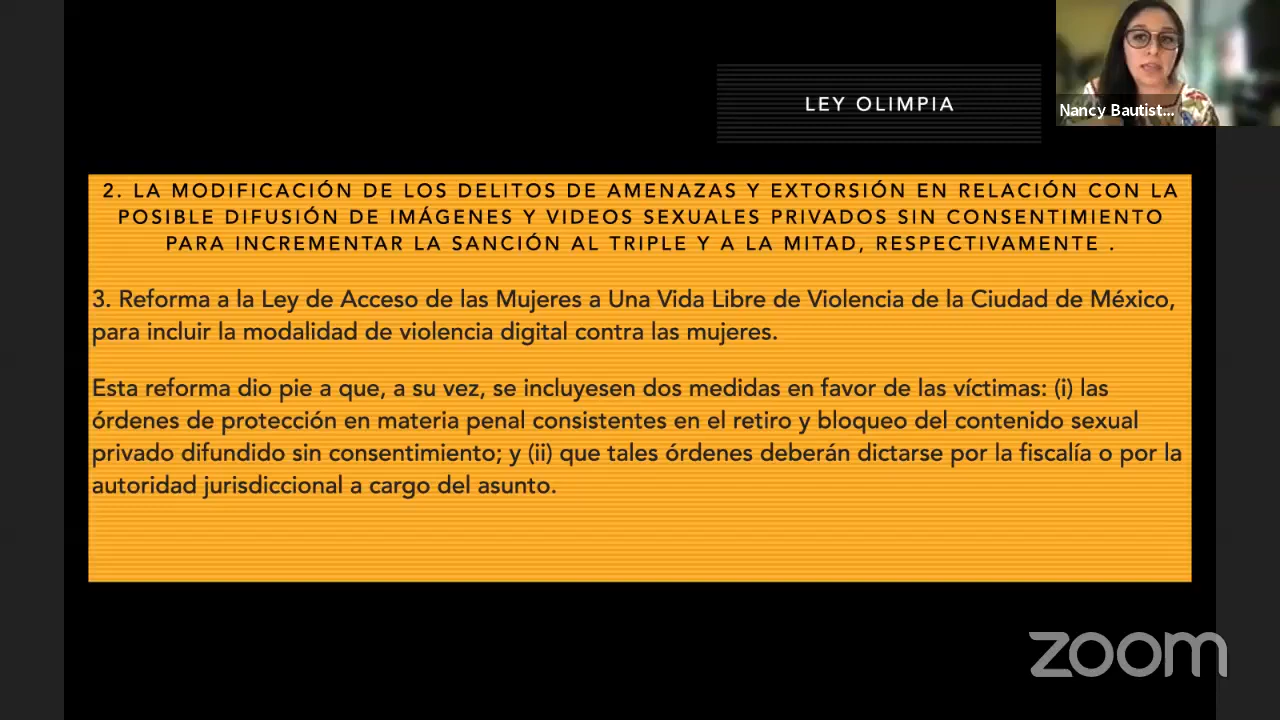 LEY OLIMPIA
Nancy Bautist...
2. LA MODIFICACIÓN DE LOS DELITOS DE AMENAZAS Y EXTORSIÓN EN RELACIÓN CON LA
POSIBLE DIFUSIÓN DE IMÁGENES Y VIDEOS SEXUALES PRIVADOS SIN CONSENTIMIENTO
PARA INCREMENTAR LA SANCIÓN AL TRIPLE Y A LA MITAD, RESPECTIVAMENTE .
3. Reforma a la Ley de Acceso de las Mujeres a Una Vida Libre de Violencia de la Ciudad de México,
para incluir la modalidad de violencia digital contra las mujeres.
Esta reforma dio pie a que, a su vez, se incluyesen dos medidas en favor de las víctimas: (i) las
órdenes de protección en materia penal consistentes en el retiro y bloqueo del contenido sexual
privado difundido sin consentimiento; y (ii) que tales órdenes deberán dictarse por la fiscalía o por la
autoridad jurisdiccional a cargo del asunto.
zoom